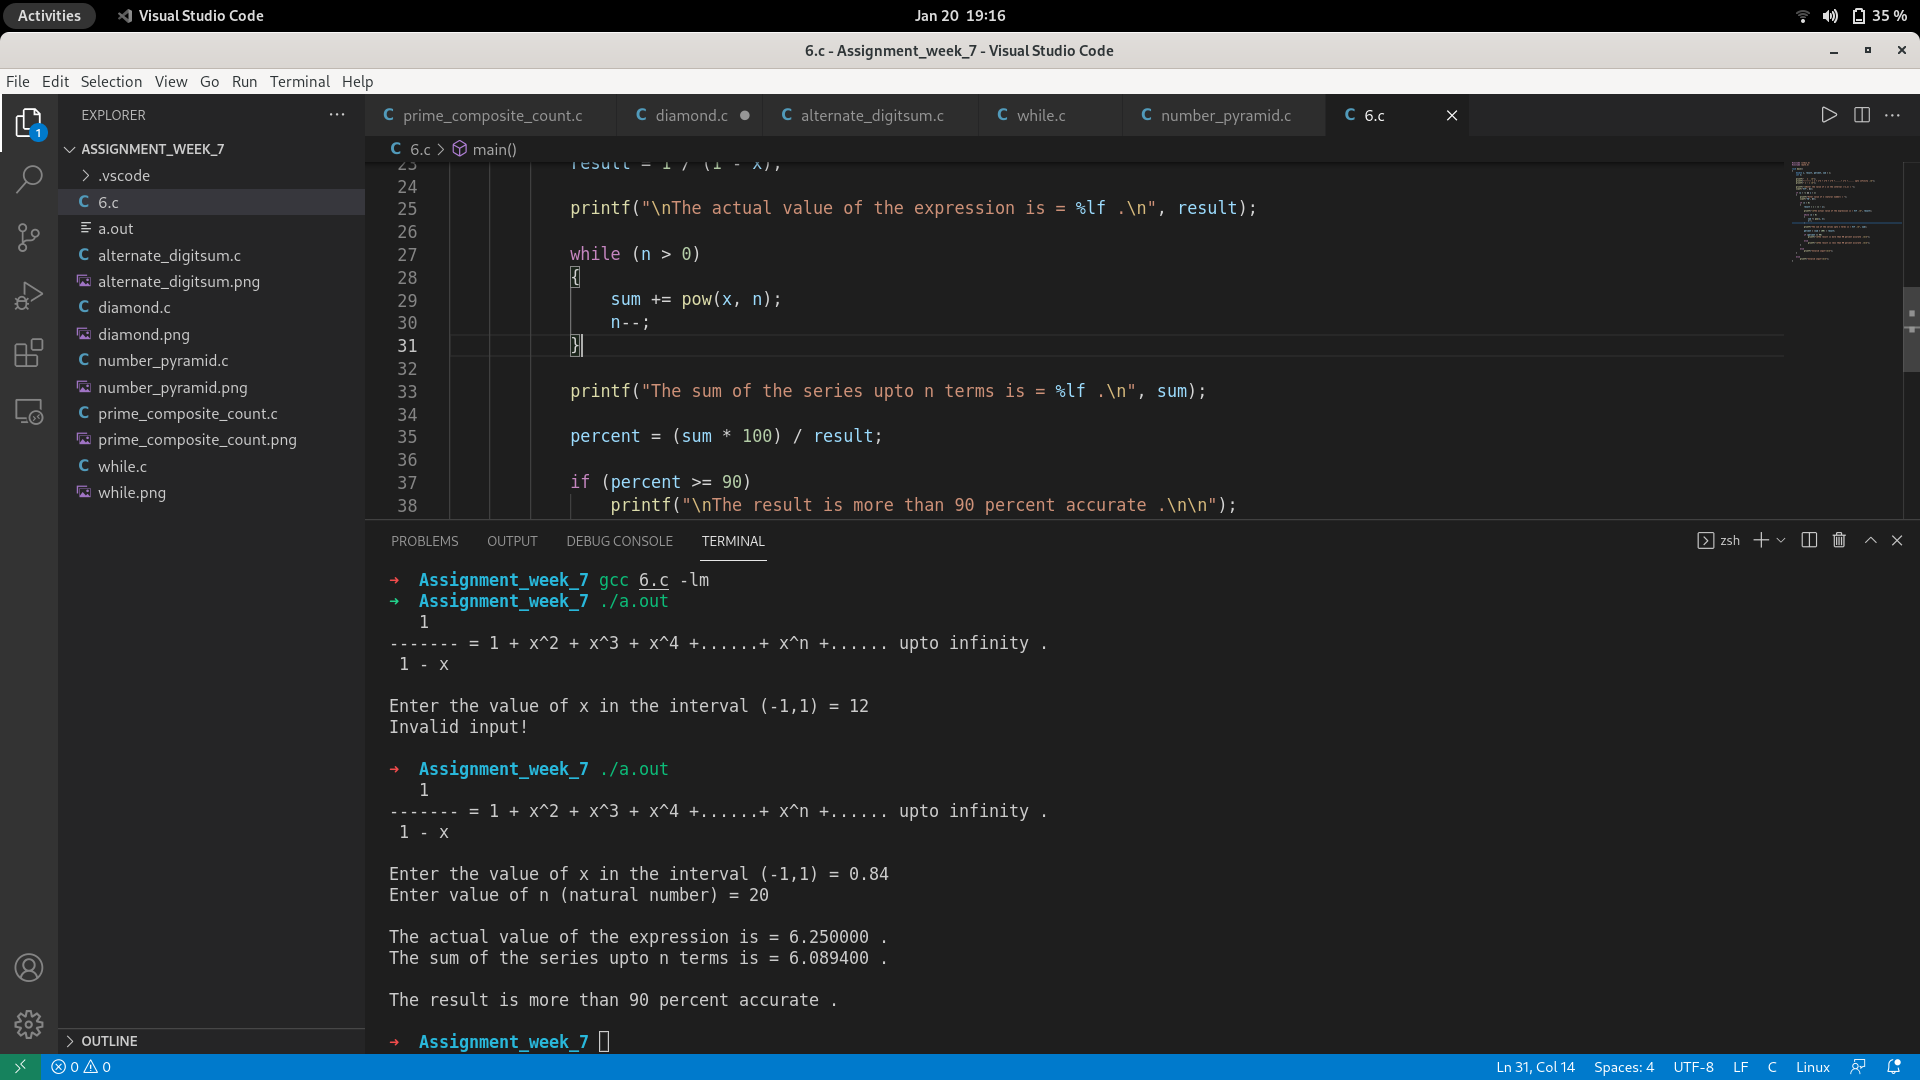 Activities
Visual Studio Code
Jan 20 19:16
35 %
6.c - Assignment_week_7 - Visual Studio Code
File Edit Selection View Go Run Terminal Help
EXPLORER
ASSIGNMENT_WEEK_7
.vscode
6.c
a.out
alternate_digitsum.c
alternate_digitsum.png
diamond.c
diamond.png
number_pyramid.c
number_pyramid.png
prime_composite_count.c
prime_composite_count.png
while.c
while.png
OUTLINE
prime_composite_count.c diamond.c alternate_digitsum.c while.c number_pyramid.c 6.c
6.c > main()
23 result = 1 / (1 - x);
24
25 printf("\nThe actual value of the expression is = %lf .\n", result);
26
27 while (n > 0)
28 {
29 sum += pow(x, n);
30 n--;
31 }
32
33 printf("The sum of the series upto n terms is = %lf .\n", sum);
34
35 percent = (sum * 100) / result;
36
37 if (percent >= 90)
38 printf("\nThe result is more than 90 percent accurate .\n\n");
PROBLEMS OUTPUT DEBUG CONSOLE TERMINAL
zsh
➜ Assignment_week_7 gcc 6.c -lm
➜ Assignment_week_7 ./a.out
1
------- = 1 + x^2 + x^3 + x^4 +......+ x^n +...... upto infinity .
1 - x
Enter the value of x in the interval (-1,1) = 12
Invalid input!
➜ Assignment_week_7 ./a.out
1
------- = 1 + x^2 + x^3 + x^4 +......+ x^n +...... upto infinity .
1 - x
Enter the value of x in the interval (-1,1) = 0.84
Enter value of n (natural number) = 20
The actual value of the expression is = 6.250000 .
The sum of the series upto n terms is = 6.089400 .
The result is more than 90 percent accurate .
➜ Assignment_week_7
0 0
Ln 31, Col 14 Spaces: 4 UTF-8 LF C Linux
1